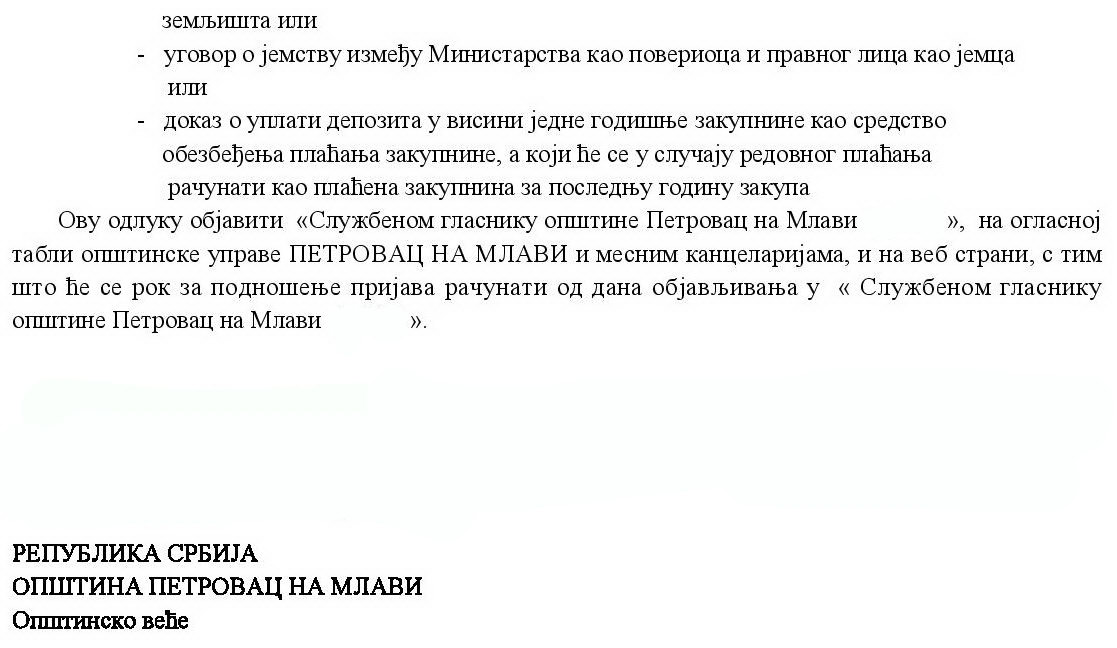 земљишта или
- уговор о јемству између Министарства као повериоца и правног лица као јемца
или
- доказ о уплати депозита у висини једне годишње закупнине као средство
обезбеђења плаћања закупнине, а који ће се у случају редовног плаћања
рачунати као плаћена закупнина за последњу годину закупа
Ову одлуку објавити «Службеном гласнику општине Петровац на Млави », на огласној
табли општинске управе ПЕТРОВАЦ НА МЛАВИ и месним канцеларијама, и на веб страни, с тим
што ће се рок за подношење пријава рачунати од дана објављивања у « Службеном гласнику
општине Петровац на Млави ».
РЕПУБЛИКА СРБИЈА
ОПШТИНА ПЕТРОВАЦ НА МЛАВИ
Општинско веће